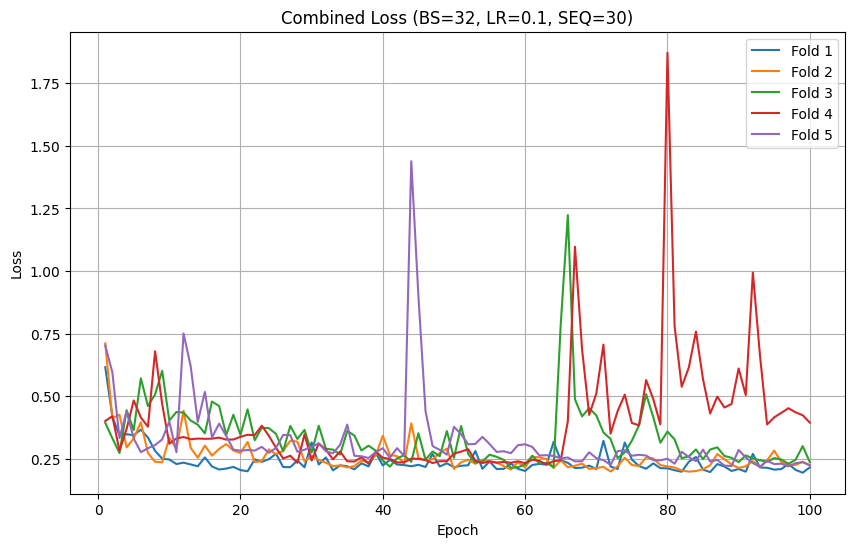 Combined Loss (BS=32, LR=0.1, SEQ=30)
Fold 1
Fold 2
Fold 3
Fold 4
Fold 5
Loss
1.75
1.50
1.25
1.00
0.75
0.50
0.25
0
20
40
60
80
100
Epoch